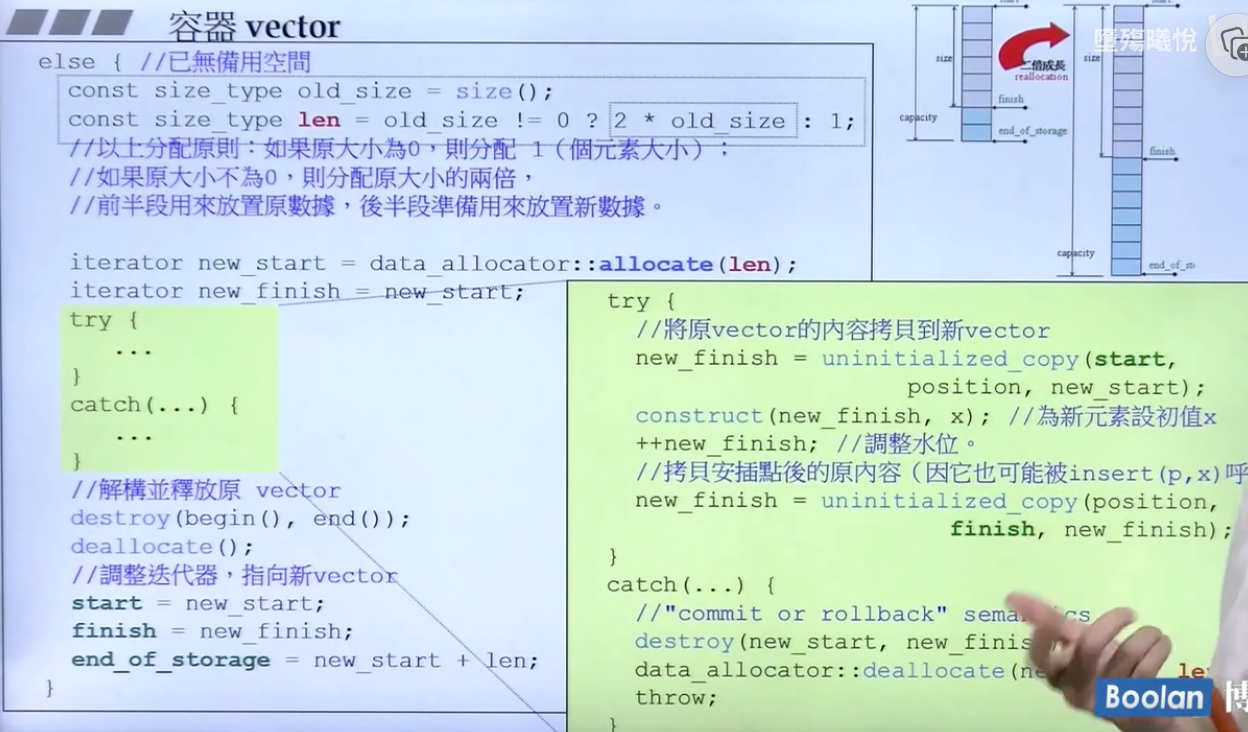 容器 vector
else { //已無備用空間
const size_type old_size = size();
const size_type len = old_size != 0 ? 2 * old_size : 1;
//以上分配原則：如果原大小為0，則分配 1（個元素大小）；
//如果原大小不為0，則分配原大小的兩倍，
//前半段用來放置原數據，後半段準備用來放置新數據。
iterator new_start = data_allocator::allocate(len);
iterator new_finish = new_start;
try {
...
}
catch(...) {
...
}
//解構並釋放原 vector
destroy(begin(), end());
deallocate();
//調整迭代器，指向新vector
start = new_start;
finish = new_finish;
end_of_storage = new_start + len;
}
try {
//將原vector的內容拷貝到新vector
new_finish = uninitialized_copy(start,
position, new_start);
construct(new_finish, x); //為新元素設初值x
++new_finish; //調整水位。
//拷貝安插點後的原內容（因它也可能被insert(p,x)呼
new_finish = uninitialized_copy(position,
finish, new_finish);
}
catch(...) {
//"commit or rollback"
destroy(new_start,
data_allocator::deallocate(
throw;
}
size
capacity
finish
end_of_storage
二倍成長
reallocation
size
finish
capacity
墮殤曦悅
Boolan 博